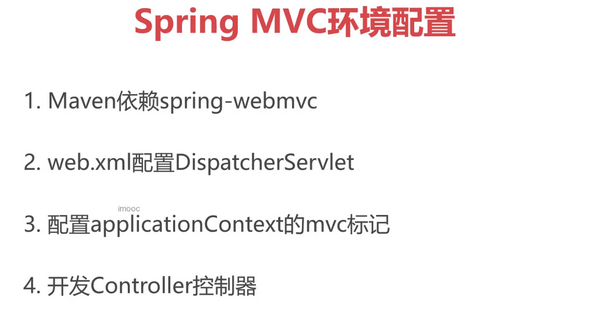 Spring MVC环境配置
1. Maven依赖spring-webmvc
2. web.xml配置DispatcherServlet
imooc
3. 配置applicationContext的mvc标记
4. 开发Controller控制器